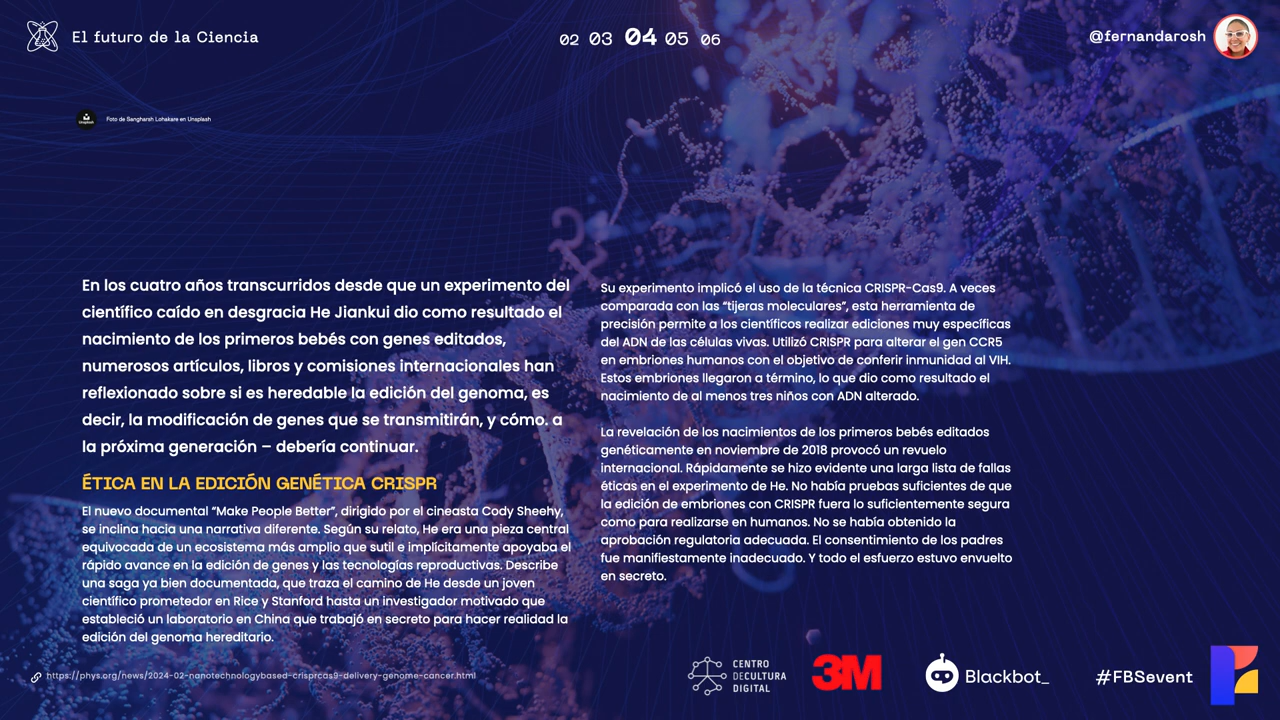 El futuro de la Ciencia
02 03 04 05 06
@fernandarosh
Unsplash
Foto de Sangharsh Lohakare en Unsplash
En los cuatro años transcurridos desde que un experimento del
científico caído en desgracia He Jiankui dio como resultado el
nacimiento de los primeros bebés con genes editados,
numerosos artículos, libros y comisiones internacionales han
reflexionado sobre si es heredable la edición del genoma, es
decir, la modificación de genes que se transmitirán, y cómo. a
la próxima generación – debería continuar.
ÉTICA EN LA EDICIÓN GENÉTICA CRISPR
El nuevo documental “Make People Better”, dirigido por el cineasta Cody Sheehy,
se inclina hacia una narrativa diferente. Según su relato, He era una pieza central
equivocada de un ecosistema más amplio que sutil e implícitamente apoyaba el
rápido avance en la edición de genes y las tecnologías reproductivas. Describe
una saga ya bien documentada, que traza el camino de He desde un joven
científico prometedor en Rice y Stanford hasta un investigador motivado que
estableció un laboratorio en China que trabajó en secreto para hacer realidad la
edición del genoma hereditario.
Su experimento implicó el uso de la técnica CRISPR-Cas9. A veces
comparada con las “tijeras moleculares”, esta herramienta de
precisión permite a los científicos realizar ediciones muy específicas
del ADN de las células vivas. Utilizó CRISPR para alterar el gen CCR5
en embriones humanos con el objetivo de conferir inmunidad al VIH.
Estos embriones llegaron a término, lo que dio como resultado el
nacimiento de al menos tres niños con ADN alterado.
La revelación de los nacimientos de los primeros bebés editados
genéticamente en noviembre de 2018 provocó un revuelo
internacional. Rápidamente se hizo evidente una larga lista de fallas
éticas en el experimento de He. No había pruebas suficientes de que
la edición de embriones con CRISPR fuera lo suficientemente segura
como para realizarse en humanos. No se había obtenido la
aprobación regulatoria adecuada. El consentimiento de los padres
fue manifiestamente inadecuado. Y todo el esfuerzo estuvo envuelto
en secreto.
https://phys.org/news/2024-02-nanotechnologybased-crisprcas9-delivery-genome-cancer.html
CENTRO
DECULTURA
DIGITAL
3M
Blackbot_
#FBSevent